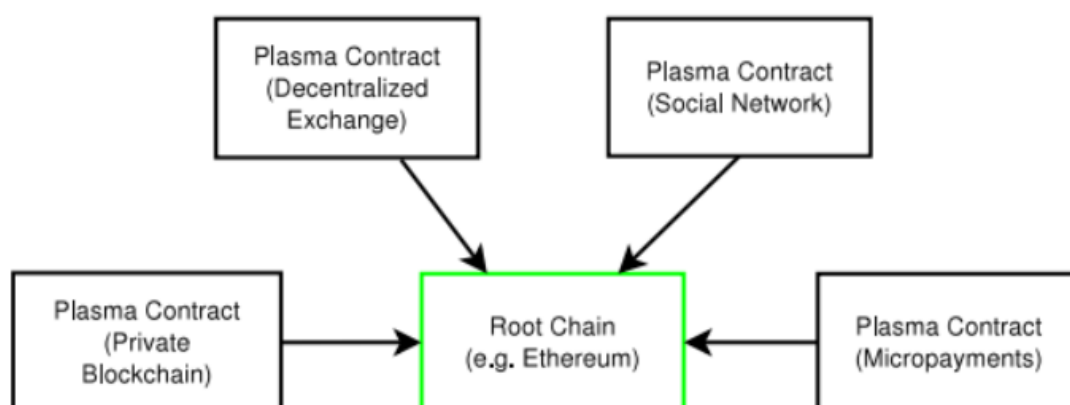 Plasma Contract
(Decentralized
Exchange)
Plasma Contract
(Social Network)
Plasma Contract
(Private
Blockchain)
Root Chain
(e.g. Ethereum)
Plasma Contract
(Micropayments)